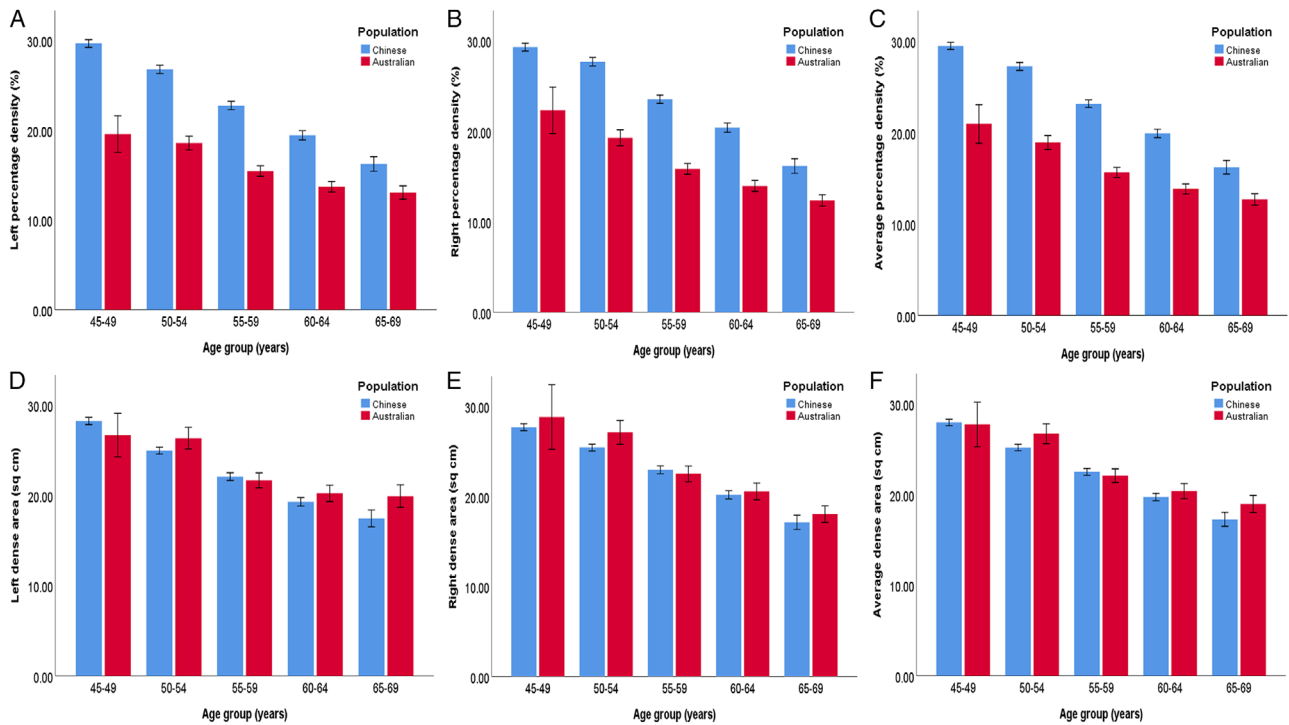 A
Left percentage density (%)
30.00
20.00
10.00
0.00
Population
Chinese
Australian
45-49 50-54 55-59 60-64 65-69
Age group (years)
B
Right percentage density (%)
30.00
20.00
10.00
0.00
Population
Chinese
Australian
45-49 50-54 55-59 60-64 65-69
Age group (years)
C
Average percentage density (%)
30.00
20.00
10.00
0.00
Population
Chinese
Australian
45-49 50-54 55-59 60-64 65-69
Age group (years)
D
Left dense area (sq cm)
30.00
20.00
10.00
0.00
Population
Chinese
Australian
45-49 50-54 55-59 60-64 65-69
Age group (years)
E
Right dense area (sq cm)
30.00
20.00
10.00
0.00
Population
Chinese
Australian
45-49 50-54 55-59 60-64 65-69
Age group (years)
F
Average dense area (sq cm)
30.00
20.00
10.00
0.00
Population
Chinese
Australian
45-49 50-54 55-59 60-64 65-69
Age group (years)